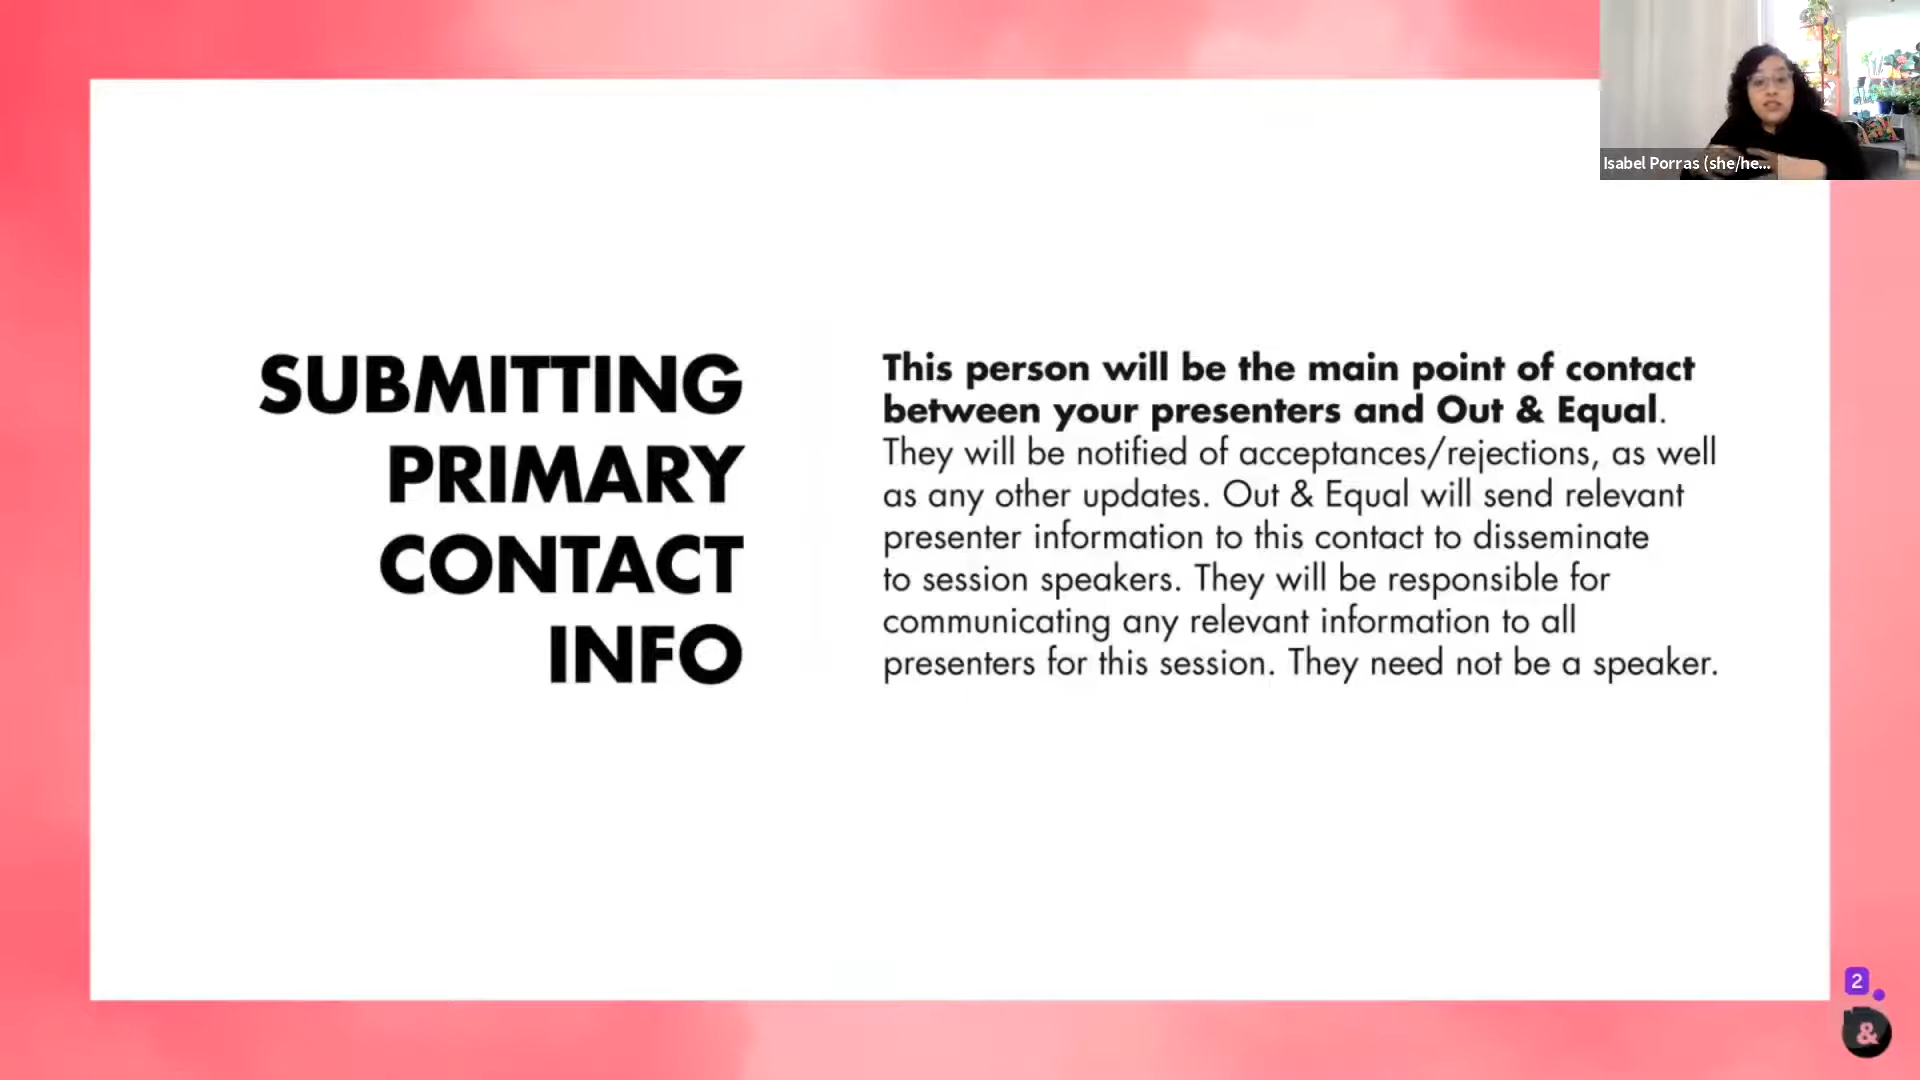 SUBMITTING
PRIMARY
CONTACT
INFO
This person will be the main point of contact
between your presenters and Out & Equal.
They will be notified of acceptances/rejections, as well
as any other updates. Out & Equal will send relevant
presenter information to this contact to disseminate
to session speakers. They will be responsible for
communicating any relevant information to all
presenters for this session. They need not be a speaker.
Isabel Porras (she/he...
2
&